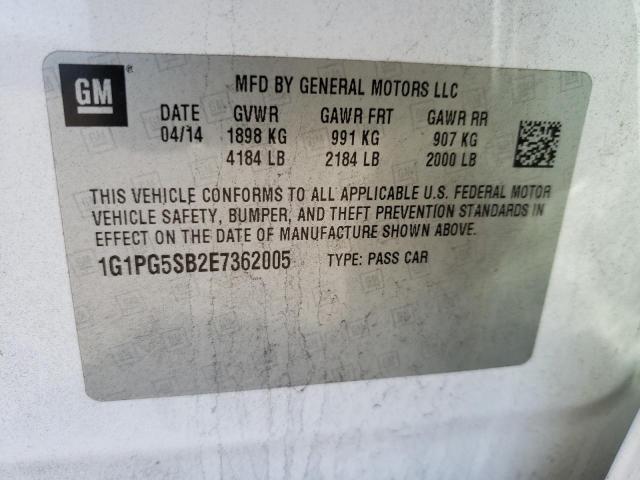 GM
MFD BY GENERAL MOTORS LLC
DATE GVWR GAWR FRT GAWR RR
04/14 1898 KG 991 KG 907 KG
4184 LB 2184 LB 2000 LB
THIS VEHICLE CONFORMS TO ALL APPLICABLE U.S. FEDERAL MOTOR
VEHICLE SAFETY, BUMPER, AND THEFT PREVENTION STANDARDS IN
EFFECT ON THE DATE OF MANUFACTURE SHOWN ABOVE.
1G1PG5SB2E7362005 TYPE: PASS CAR